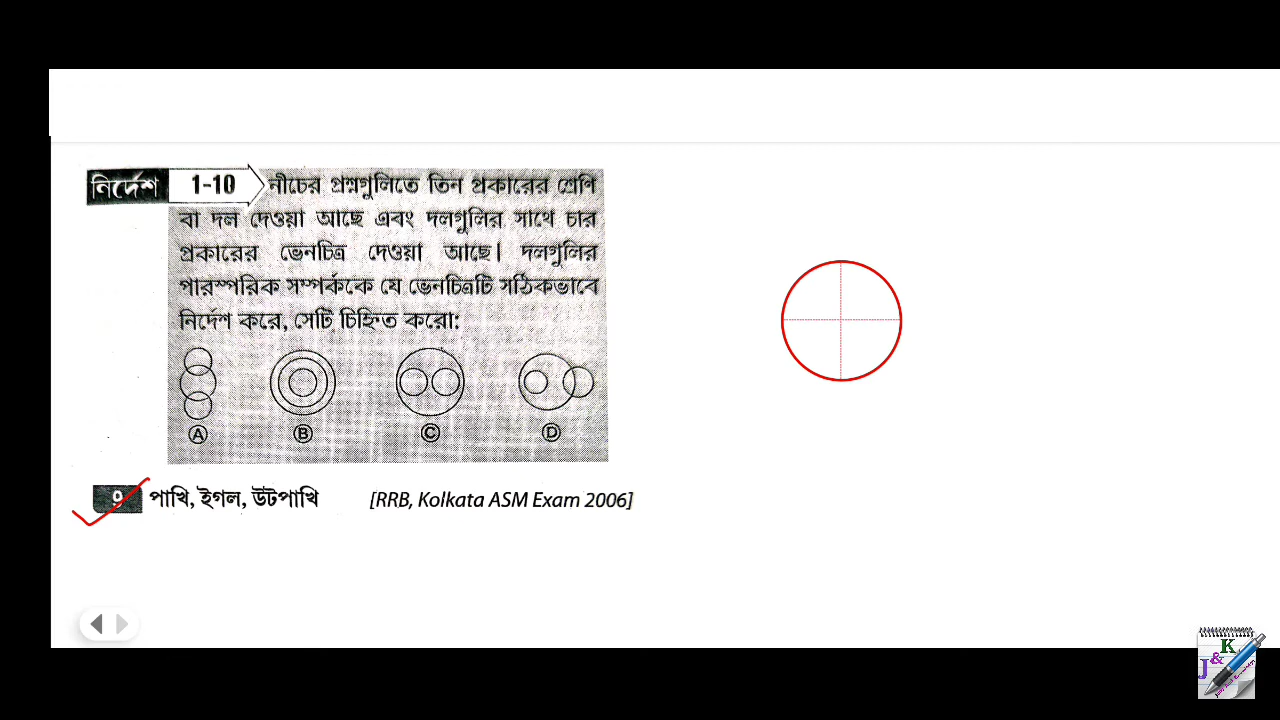 নির্দেশ 1-10 নীচের প্রশ্নগুলিতে তিন প্রকারের শ্রেণি
বা দল দেওয়া আছে এবং দলগুলির সাথে চার
প্রকারের ভেনচিত্র দেওয়া আছে। দলগুলির
পারস্পরিক সম্পর্ককে যে ভেনচিত্রটি সঠিকভাবে
নির্দেশ করে, সেটি চিহ্নিত করো:
A B C D
9 পাখি, ইগল, উটপাখি [RRB, Kolkata ASM Exam 2006]
J&K